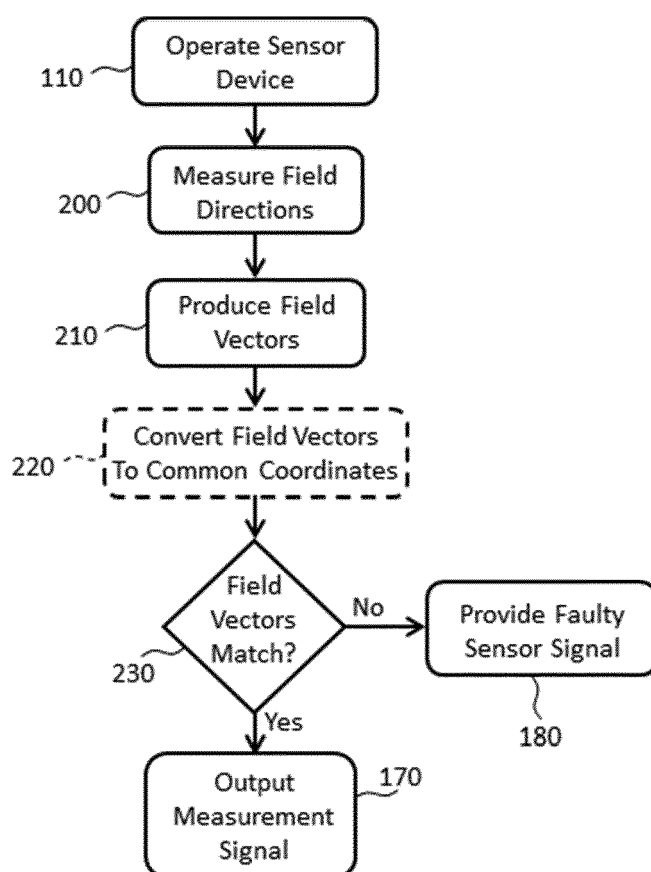 Operate Sensor
Device
110
Measure Field
Directions
200
Produce Field
Vectors
210
Convert Field Vectors
To Common Coordinates
220
Field
Vectors
Match?
230
No
Provide Faulty
Sensor Signal
180
Yes
Output
Measurement
Signal
170